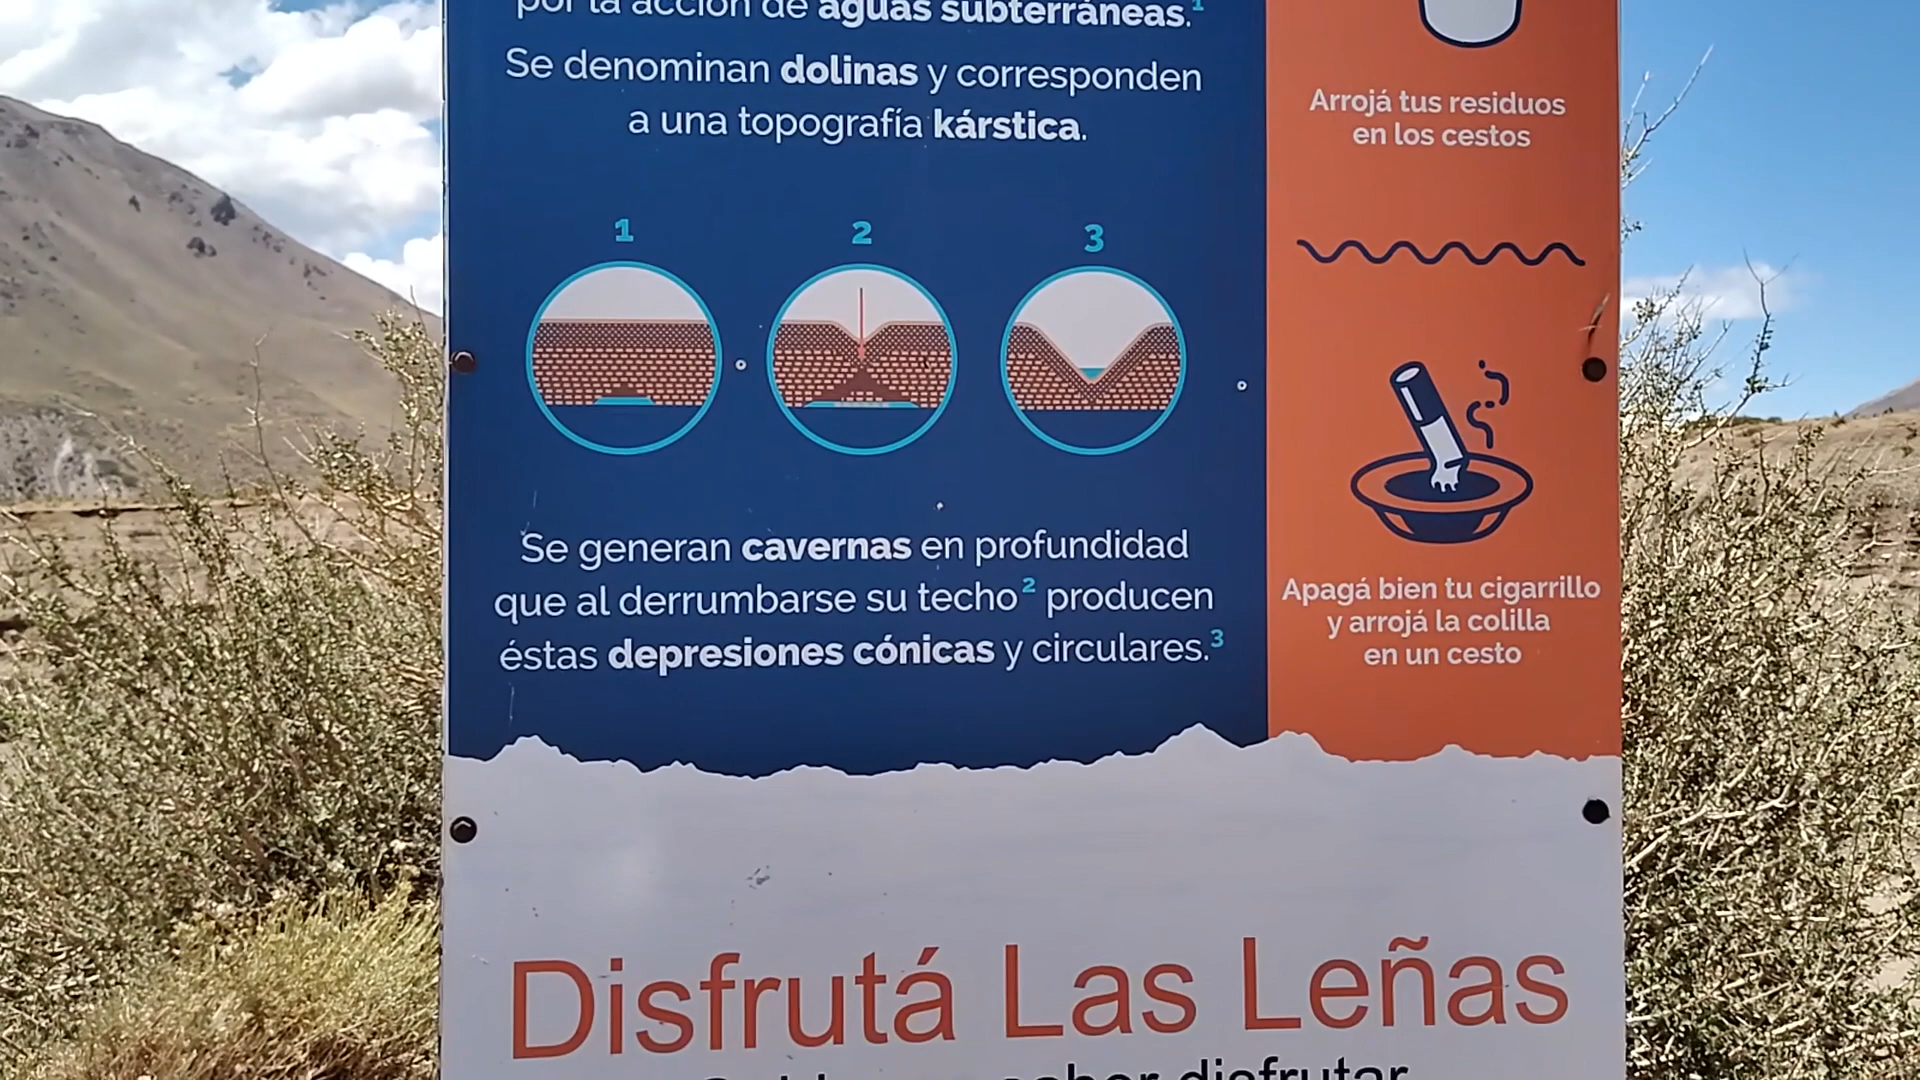 por la acción de aguas subterráneas.¹
Se denominan dolinas y corresponden
a una topografía kárstica.
1 2 3
Se generan cavernas en profundidad
que al derrumbarse su techo² producen
éstas depresiones cónicas y circulares.³
Arrojá tus residuos
en los cestos
Apagá bien tu cigarrillo
y arrojá la colilla
en un cesto
Disfrutá Las Leñas
saber disfrutar